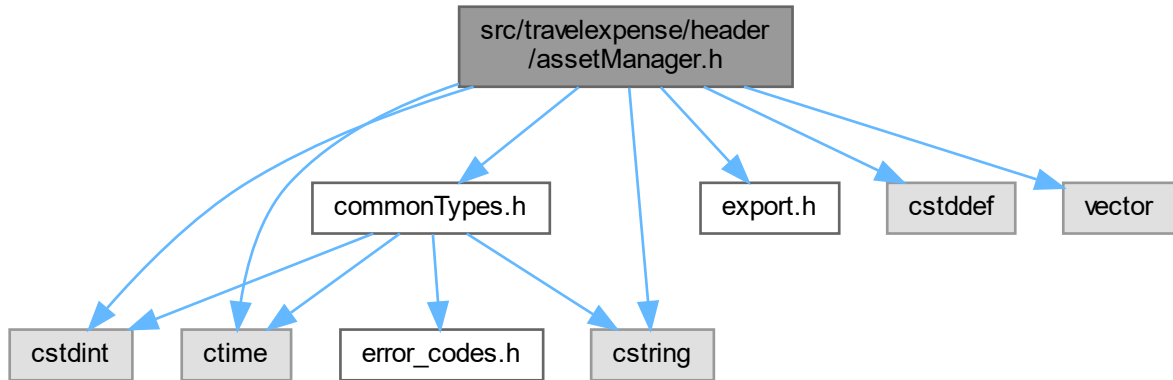 src/travelexpense/header
/assetManager.h
commonTypes.h
export.h
cstddef
vector
cstdint
ctime
error_codes.h
cstring